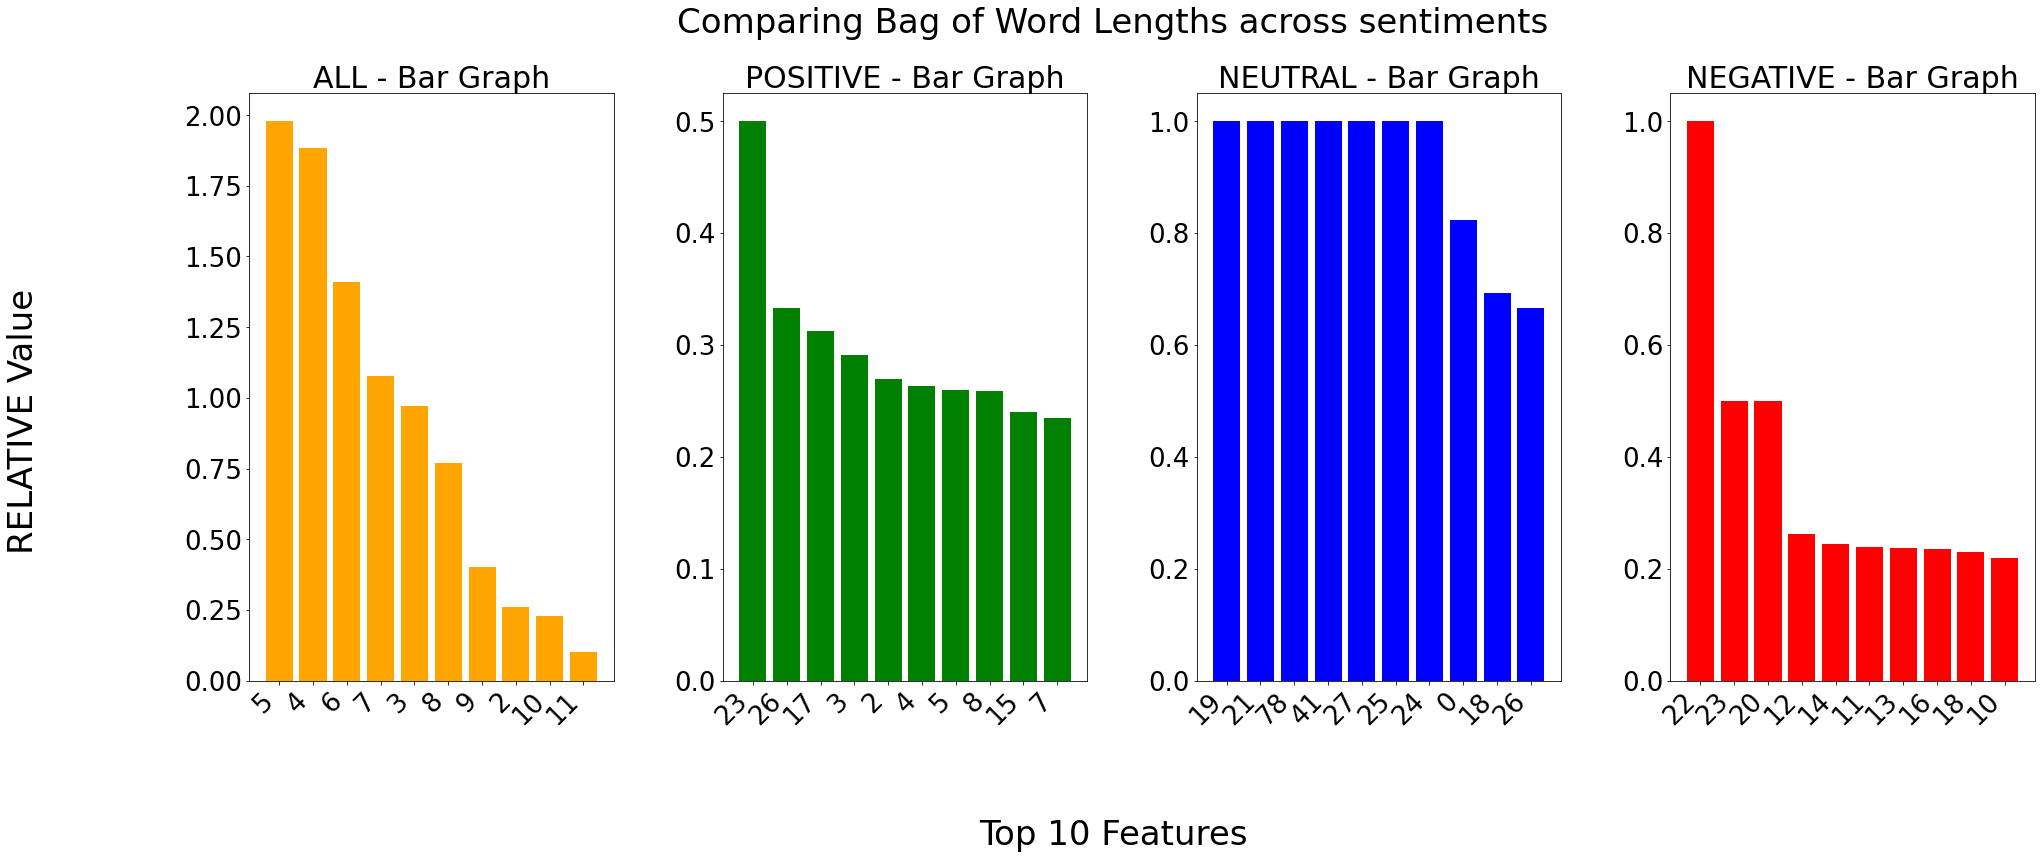 Comparing Bag of Word Lengths across sentiments
RELATIVE Value
ALL - Bar Graph
2.00
1.75
1.50
1.25
1.00
0.75
0.50
0.25
0.00
5 4 6 7 3 8 9 2 10 11
POSITIVE - Bar Graph
0.5
0.4
0.3
0.2
0.1
0.0
23 26 17 3 2 4 5 8 15 7
NEUTRAL - Bar Graph
1.0
0.8
0.6
0.4
0.2
0.0
19 21 78 41 27 25 24 0 18 26
NEGATIVE - Bar Graph
1.0
0.8
0.6
0.4
0.2
0.0
22 23 20 12 14 11 13 16 18 10
Top 10 Features